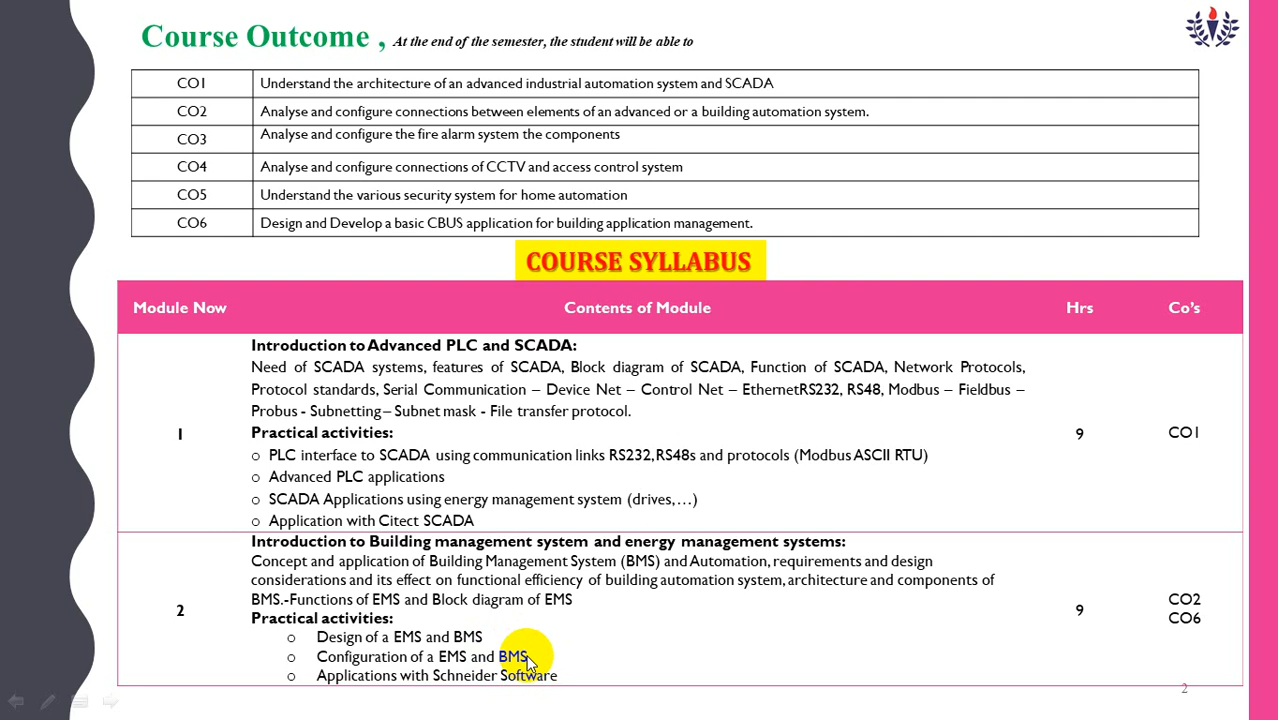 Course Outcome , At the end of the semester, the student will be able to
CO1 Understand the architecture of an advanced industrial automation system and SCADA
CO2 Analyse and configure connections between elements of an advanced or a building automation system.
CO3 Analyse and configure the fire alarm system the components
CO4 Analyse and configure connections of CCTV and access control system
CO5 Understand the various security system for home automation
CO6 Design and Develop a basic CBUS application for building application management.
COURSE SYLLABUS
Module Now Contents of Module Hrs Co's
Introduction to Advanced PLC and SCADA:
Need of SCADA systems, features of SCADA, Block diagram of SCADA, Function of SCADA, Network Protocols,
Protocol standards, Serial Communication – Device Net – Control Net – EthernetRS232, RS48, Modbus – Fieldbus –
Probus - Subnetting – Subnet mask - File transfer protocol.
Practical activities:
1 9 CO1
o PLC interface to SCADA using communication links RS232,RS48s and protocols (Modbus ASCII RTU)
o Advanced PLC applications
o SCADA Applications using energy management system (drives,…)
o Application with Citect SCADA
Introduction to Building management system and energy management systems:
Concept and application of Building Management System (BMS) and Automation, requirements and design
considerations and its effect on functional efficiency of building automation system, architecture and components of
BMS.-Functions of EMS and Block diagram of EMS
Practical activities:
2 9 CO2
CO6
o Design of a EMS and BMS
o Configuration of a EMS and BMS
o Applications with Schneider Software
2